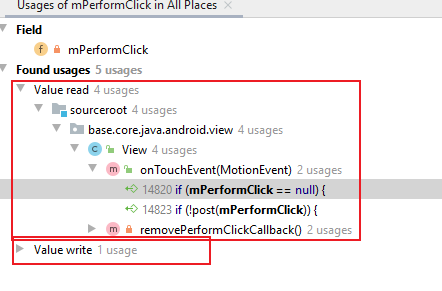 Usages of mPerformClick in All Places
Field
mPerformClick
Found usages 5 usages
Value read 4 usages
sourceroot 4 usages
base.core.java.android.view 4 usages
View 4 usages
onTouchEvent(MotionEvent) 2 usages
14820 if (mPerformClick == null) {
14823 if (!post(mPerformClick)) {
removePerformClickCallback() 2 usages
Value write 1 usage